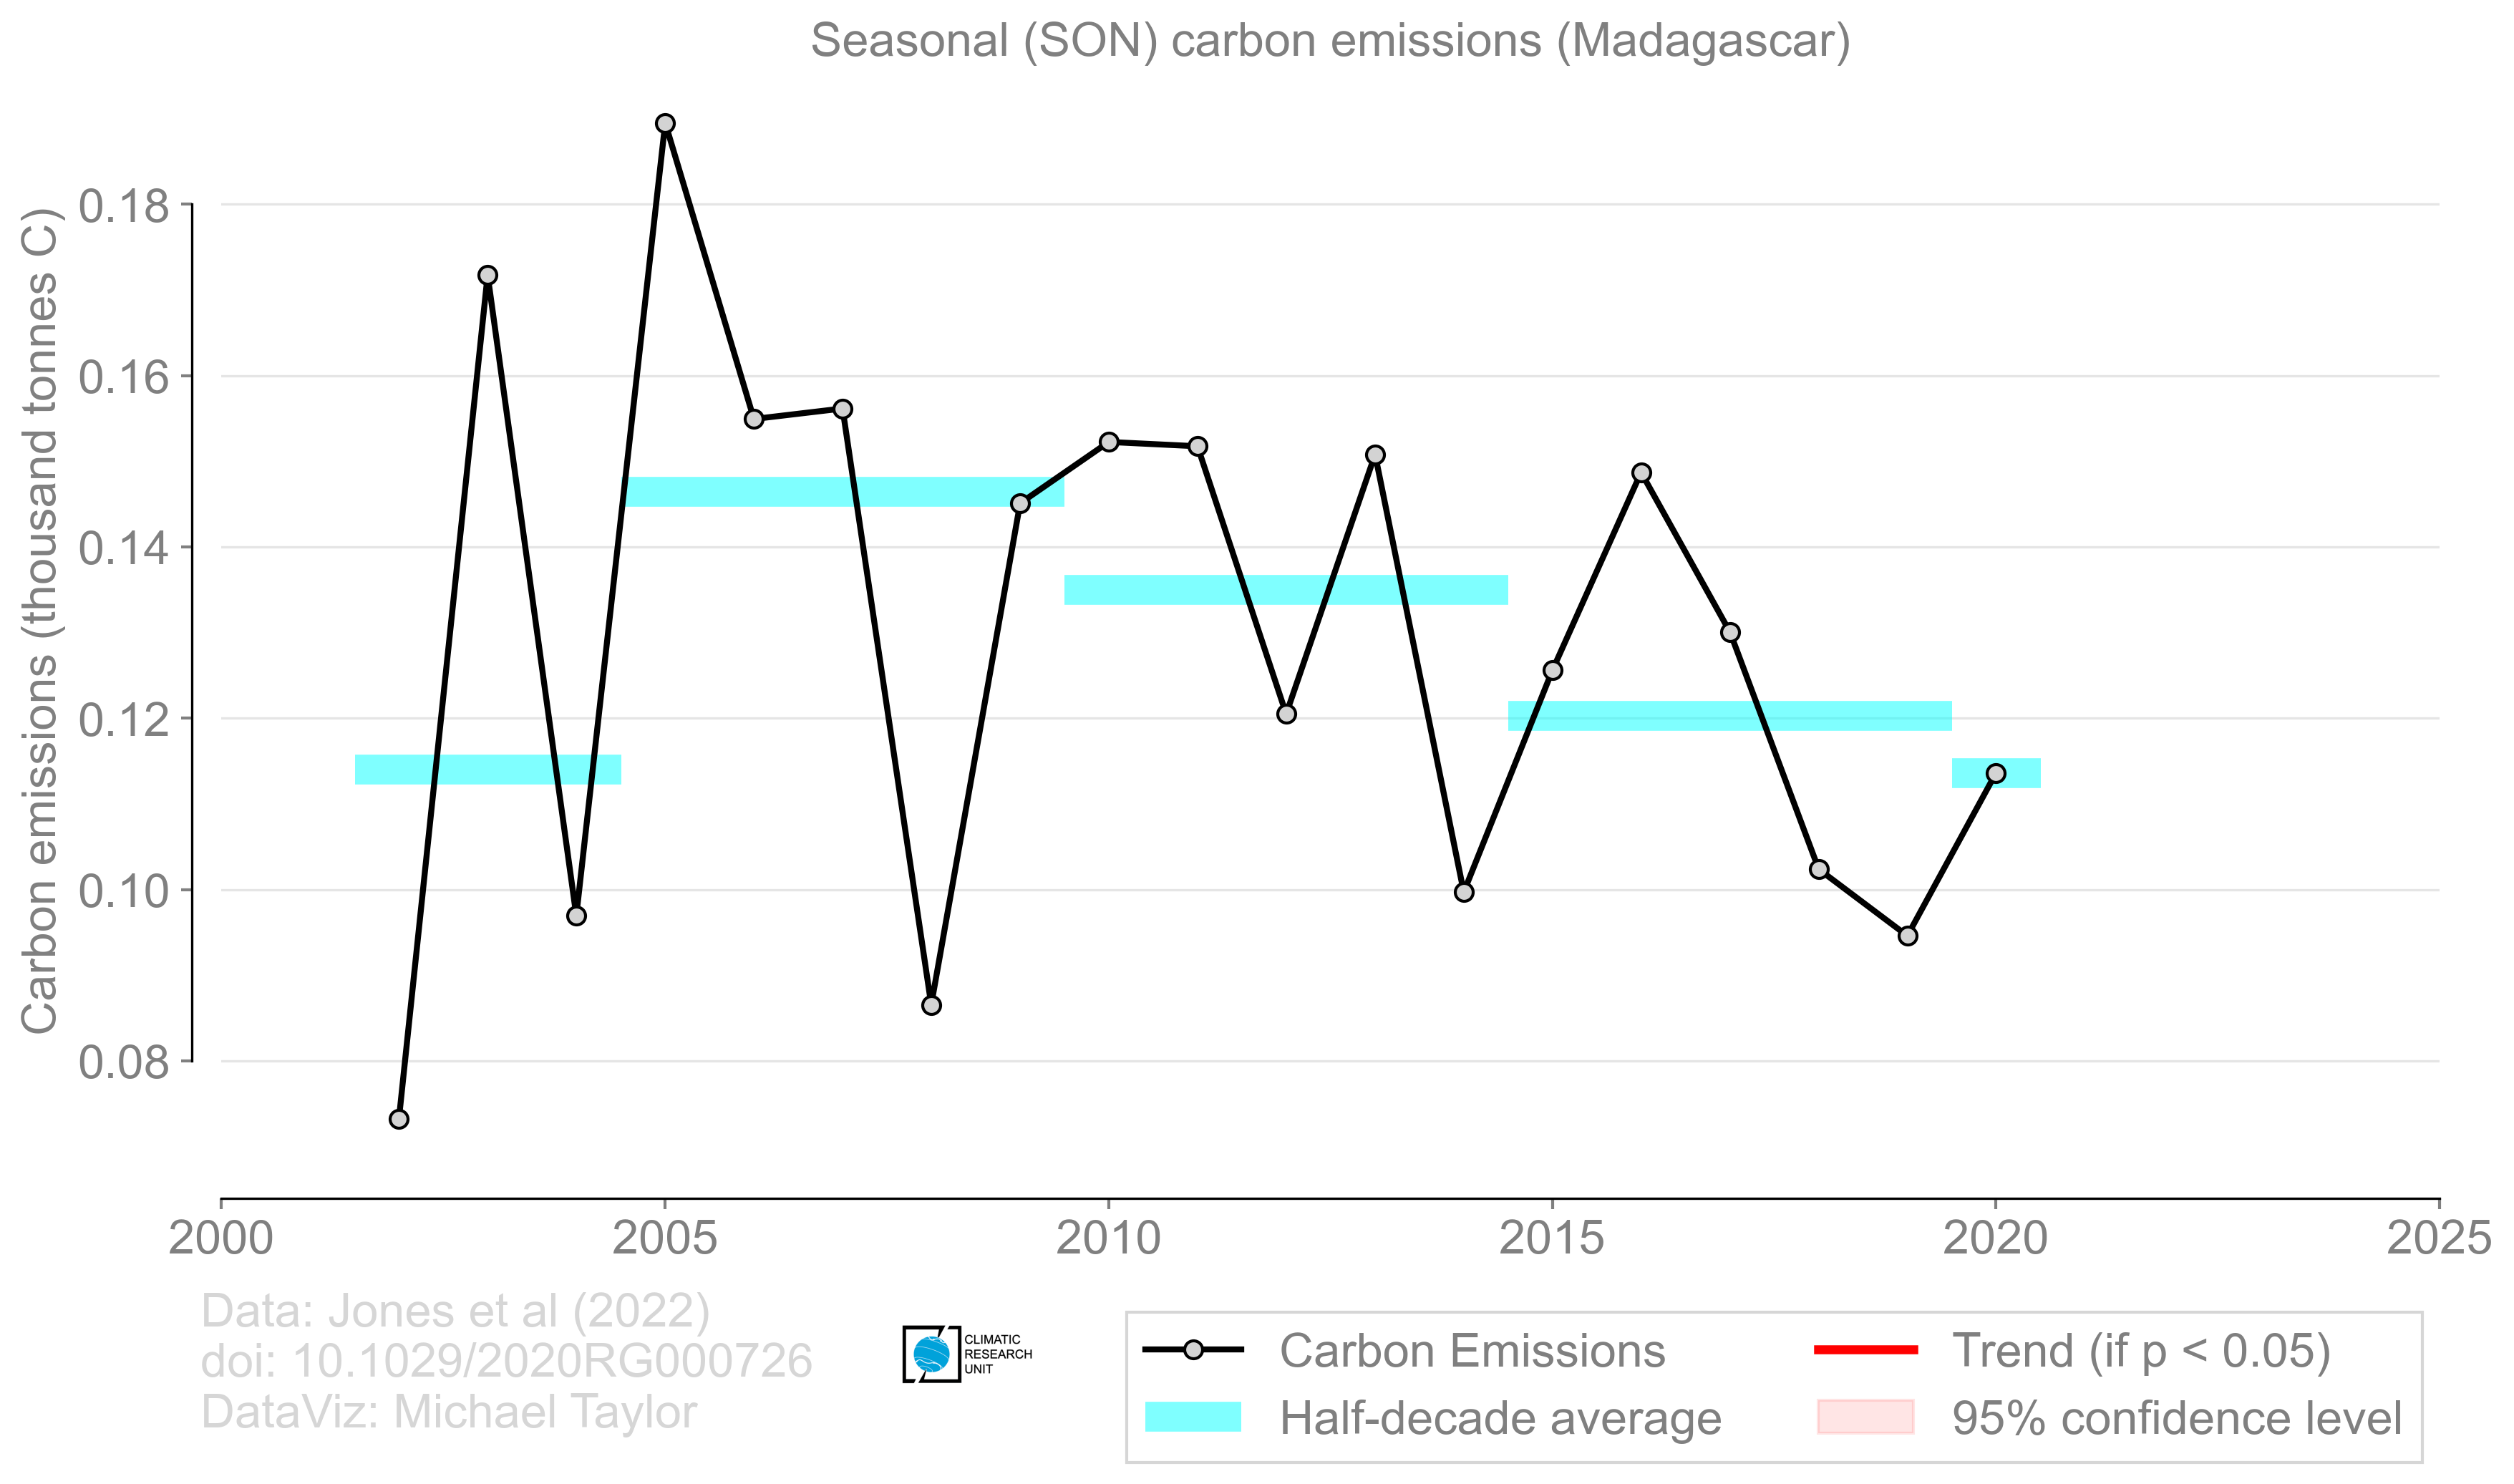 Seasonal (SON) carbon emissions (Madagascar)
Carbon emissions (thousand tonnes C)
0.18
0.16
0.14
0.12
0.10
0.08
2000 2005 2010 2015 2020 2025
Data: Jones et al (2022)
doi: 10.1029/2020RG000726
DataViz: Michael Taylor
CLIMATIC
RESEARCH
UNIT
Carbon Emissions
Half-decade average
Trend (if p < 0.05)
95% confidence level